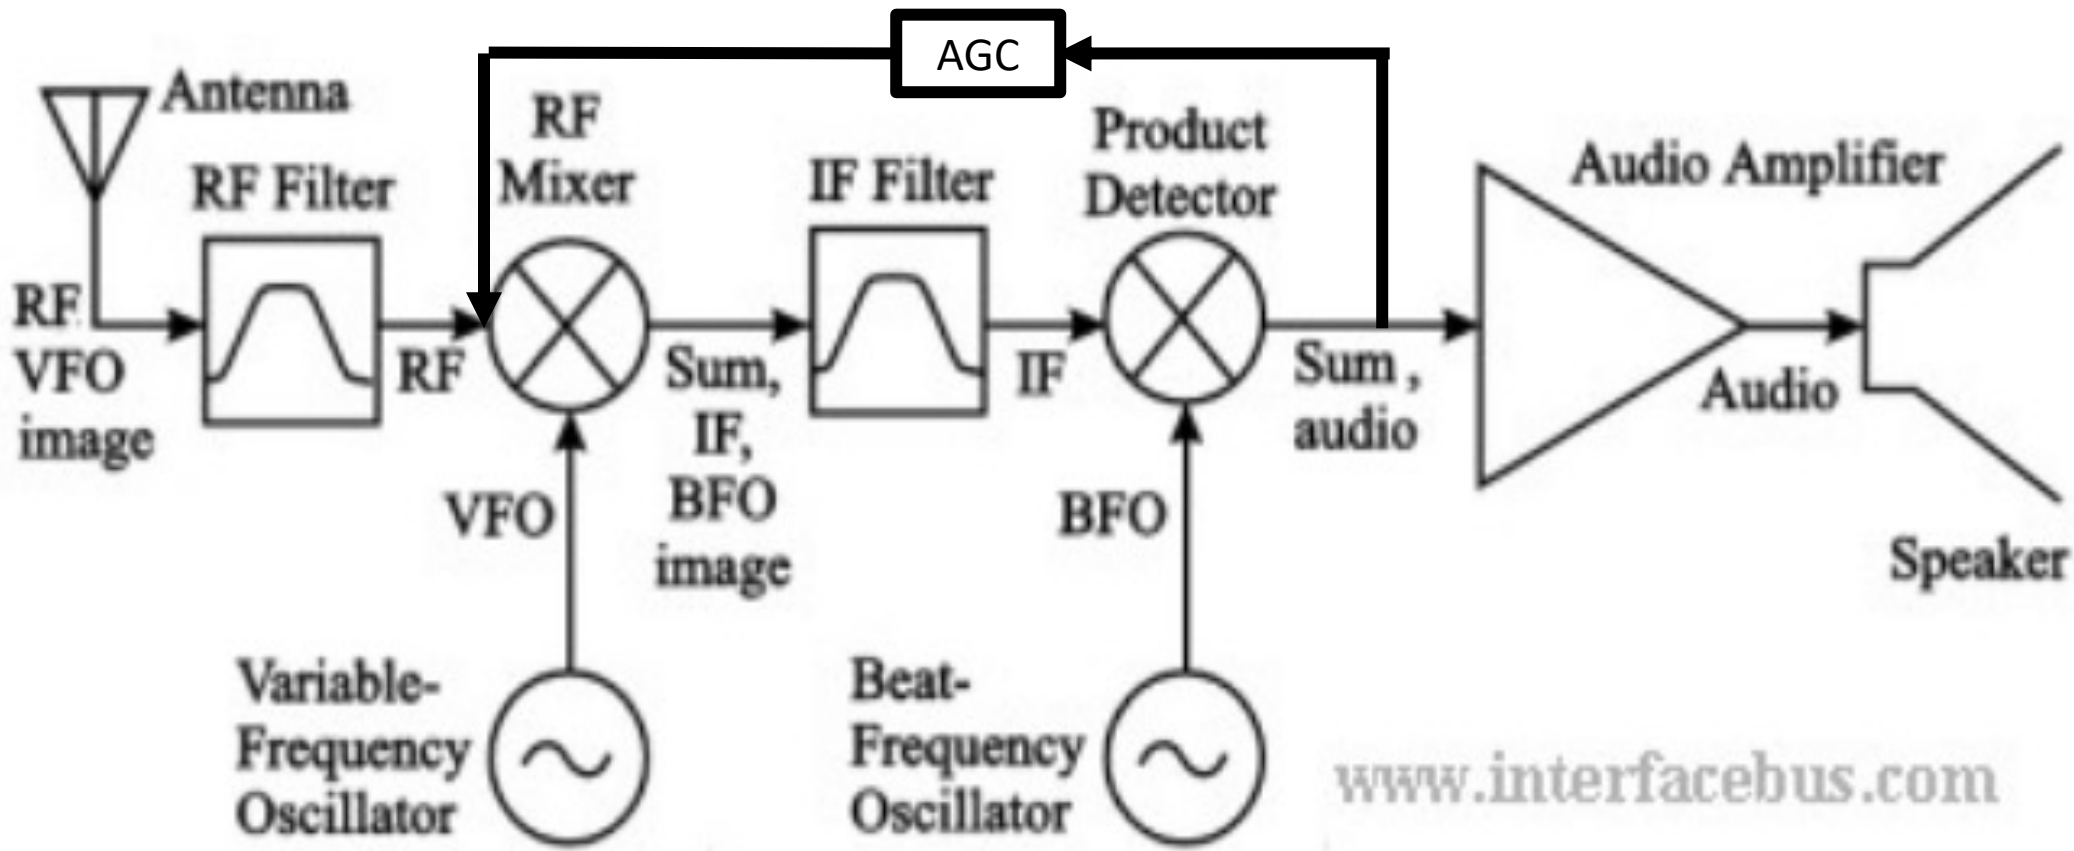 AGC
Antenna
RF
Mixer
Product
Detector
Audio Amplifier
RF Filter
IF Filter
RF
VFO
image
RF
Sum,
IF,
BFO
image
IF
Sum ,
audio
Audio
VFO
BFO
Speaker
Variable-
Frequency
Oscillator
Beat-
Frequency
Oscillator
www.interfacebus.com